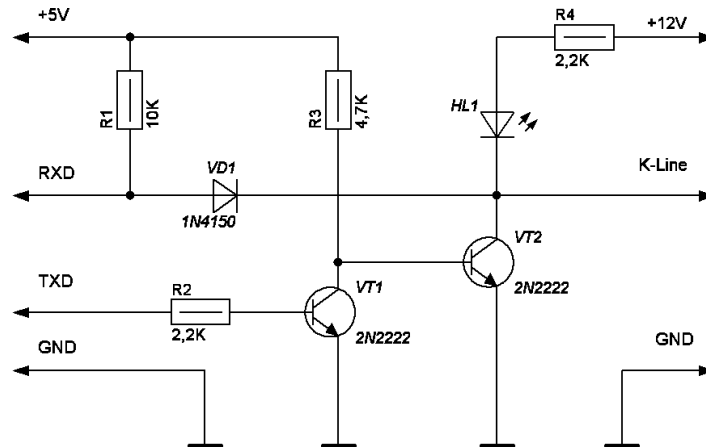 +5V
R4
+12V
2,2K
R1
10K
R3
4,7K
HL1
RXD
VD1
1N4150
K-Line
VT2
2N2222
TXD
R2
2,2K
VT1
2N2222
GND
GND